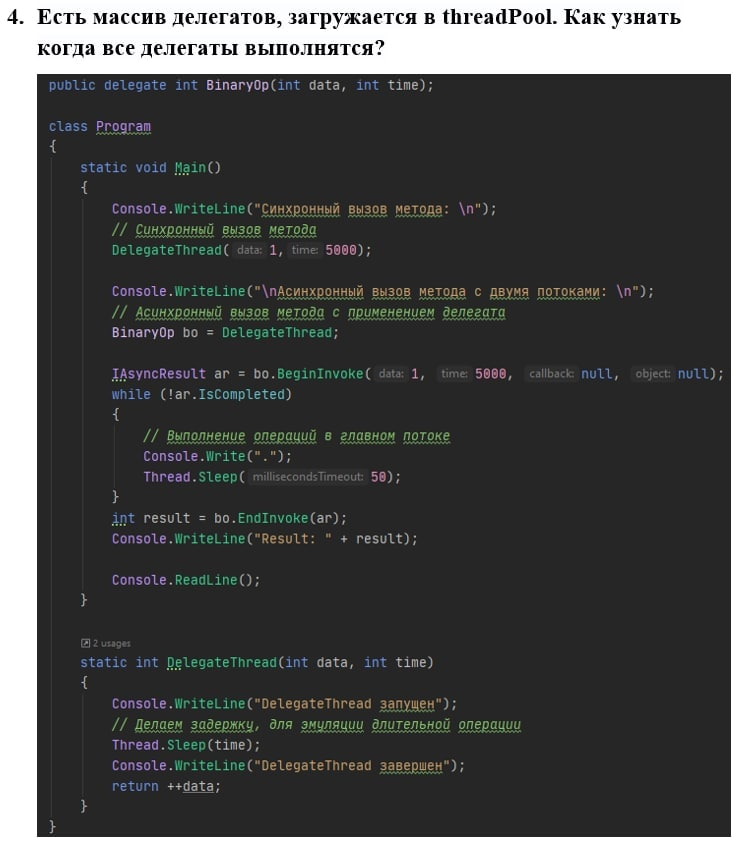 4. Есть массив делегатов, загружается в threadPool. Как узнать
когда все делегаты выполнятся?
public delegate int BinaryOp(int data, int time);
class Program
{
static void Main()
{
Console.WriteLine("Синхронный вызов метода: \n");
// Синхронный вызов метода
DelegateThread( data: 1, time: 5000);
Console.WriteLine("\nАсинхронный вызов метода с двумя потоками: \n");
// Асинхронный вызов метода с применением делегата
BinaryOp bo = DelegateThread;
IAsyncResult ar = bo.BeginInvoke( data: 1, time: 5000, callback: null, object: null);
while (!ar.IsCompleted)
{
// Выполнение операций в главном потоке
Console.Write(".");
Thread.Sleep( millisecondsTimeout: 50);
}
int result = bo.EndInvoke(ar);
Console.WriteLine("Result: " + result);
Console.ReadLine();
}
2 usages
static int DelegateThread(int data, int time)
{
Console.WriteLine("DelegateThread запущен");
// Делаем задержку, для эмуляции длительной операции
Thread.Sleep(time);
Console.WriteLine("DelegateThread завершен");
return ++data;
}
}